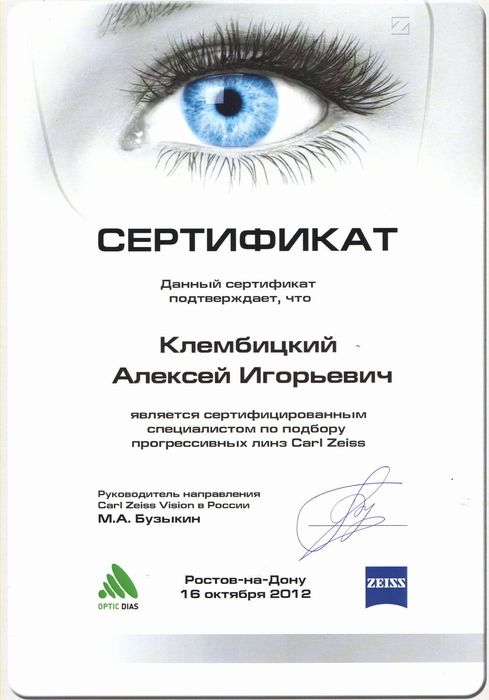 СЕРТИФИКАТ
Данный сертификат
подтверждает, что
Клембицкий
Алексей Игорьевич
является сертифицированным
специалистом по подбору
прогрессивных линз Carl Zeiss
Руководитель направления
Carl Zeiss Vision в России
М.А. Бузыкин
OPTIC DIAS
Ростов-на-Дону
16 октября 2012
ZEISS